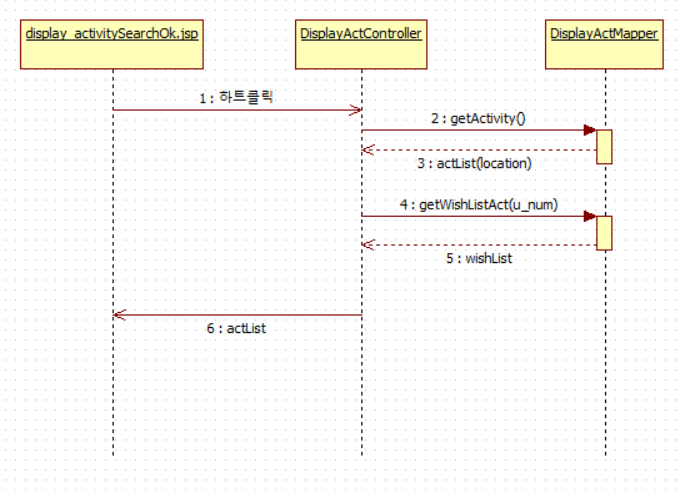 display_activitySearchOk.jsp
DisplayActController
DisplayActMapper
1 : 하트클릭
2 : getActivity()
3 : actList(location)
4 : getWishListAct(u_num)
5 : wishList
6 : actList